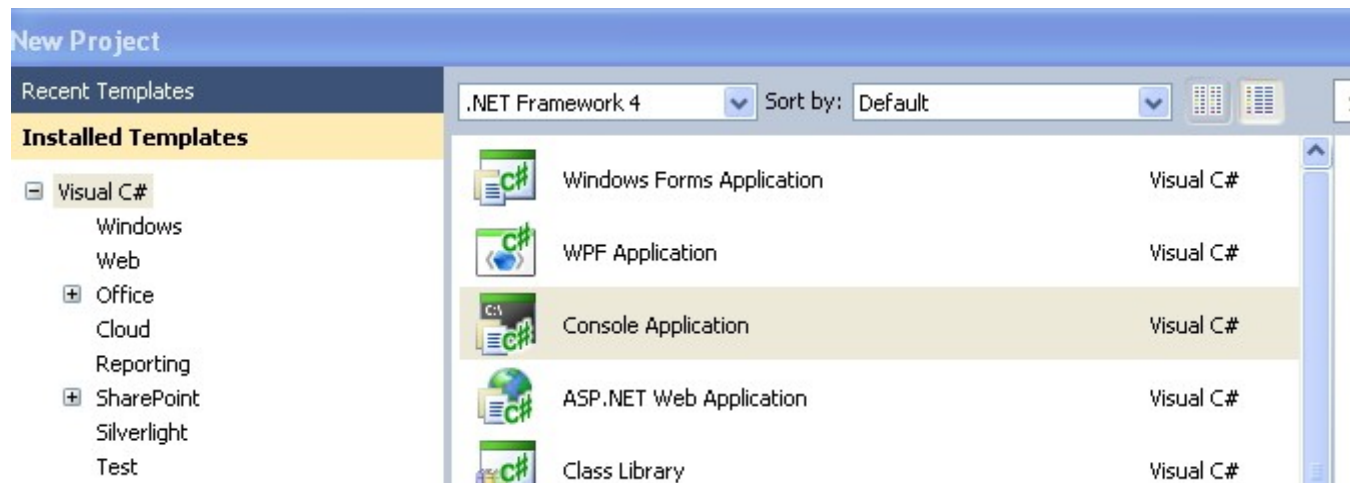 New Project
Recent Templates
Installed Templates
Visual C#
Windows
Web
Office
Cloud
Reporting
SharePoint
Silverlight
Test
.NET Framework 4 Sort by: Default
C# Windows Forms Application Visual C#
C# WPF Application Visual C#
C:\ C# Console Application Visual C#
C# ASP.NET Web Application Visual C#
C# Class Library Visual C#